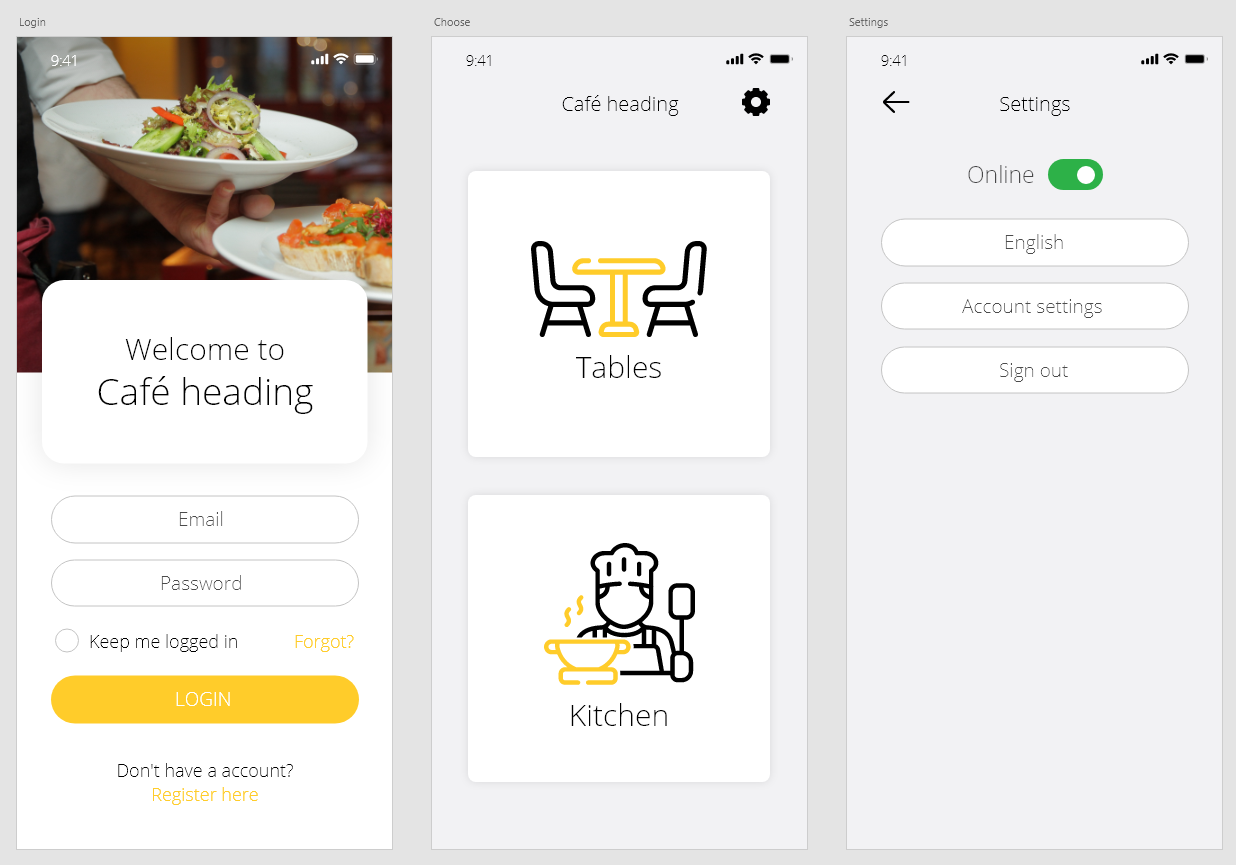 Login
9:41
Welcome to
Café heading
Email
Password
Keep me logged in
Forgot?
LOGIN
Don't have a account?
Register here
Choose
9:41
Café heading
Tables
Kitchen
Settings
9:41
Settings
Online
English
Account settings
Sign out